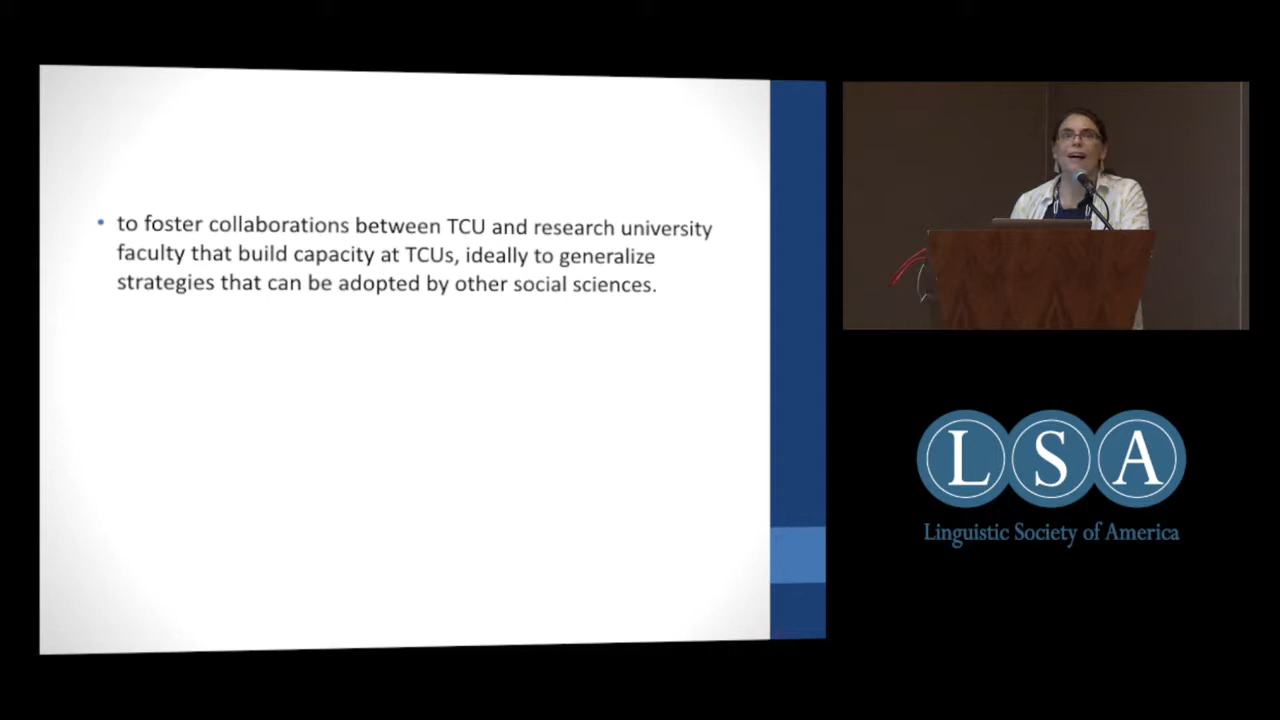 • to foster collaborations between TCU and research university
faculty that build capacity at TCUs, ideally to generalize
strategies that can be adopted by other social sciences.
LSA
Linguistic Society of America